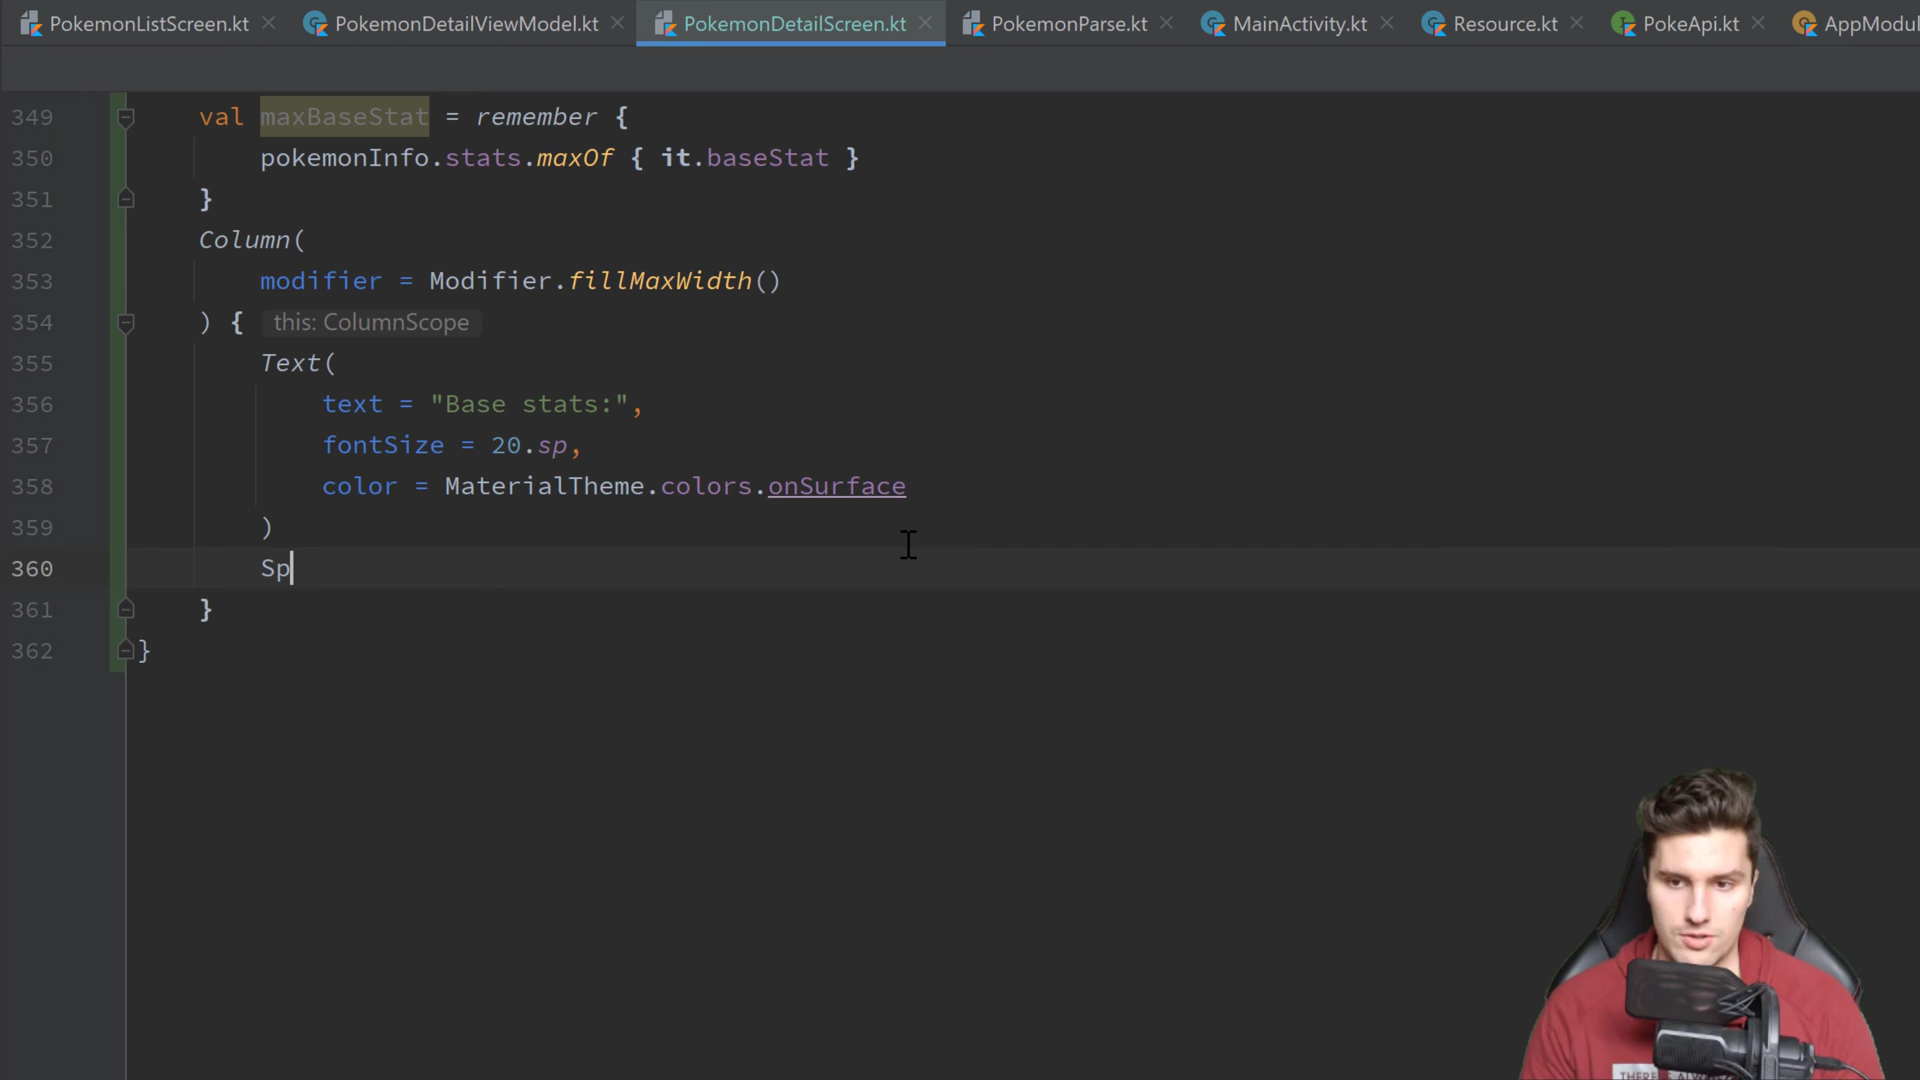 PokemonListScreen.kt PokemonDetailViewModel.kt PokemonDetailScreen.kt PokemonParse.kt MainActivity.kt Resource.kt PokeApi.kt AppModul
349 val maxBaseStat = remember {
350 pokemonInfo.stats.maxOf { it.baseStat }
351 }
352 Column(
353 modifier = Modifier.fillMaxWidth()
354 ) { this: ColumnScope
355 Text(
356 text = "Base stats:",
357 fontSize = 20.sp,
358 color = MaterialTheme.colors.onSurface
359 )
360 Sp
361 }
362 }